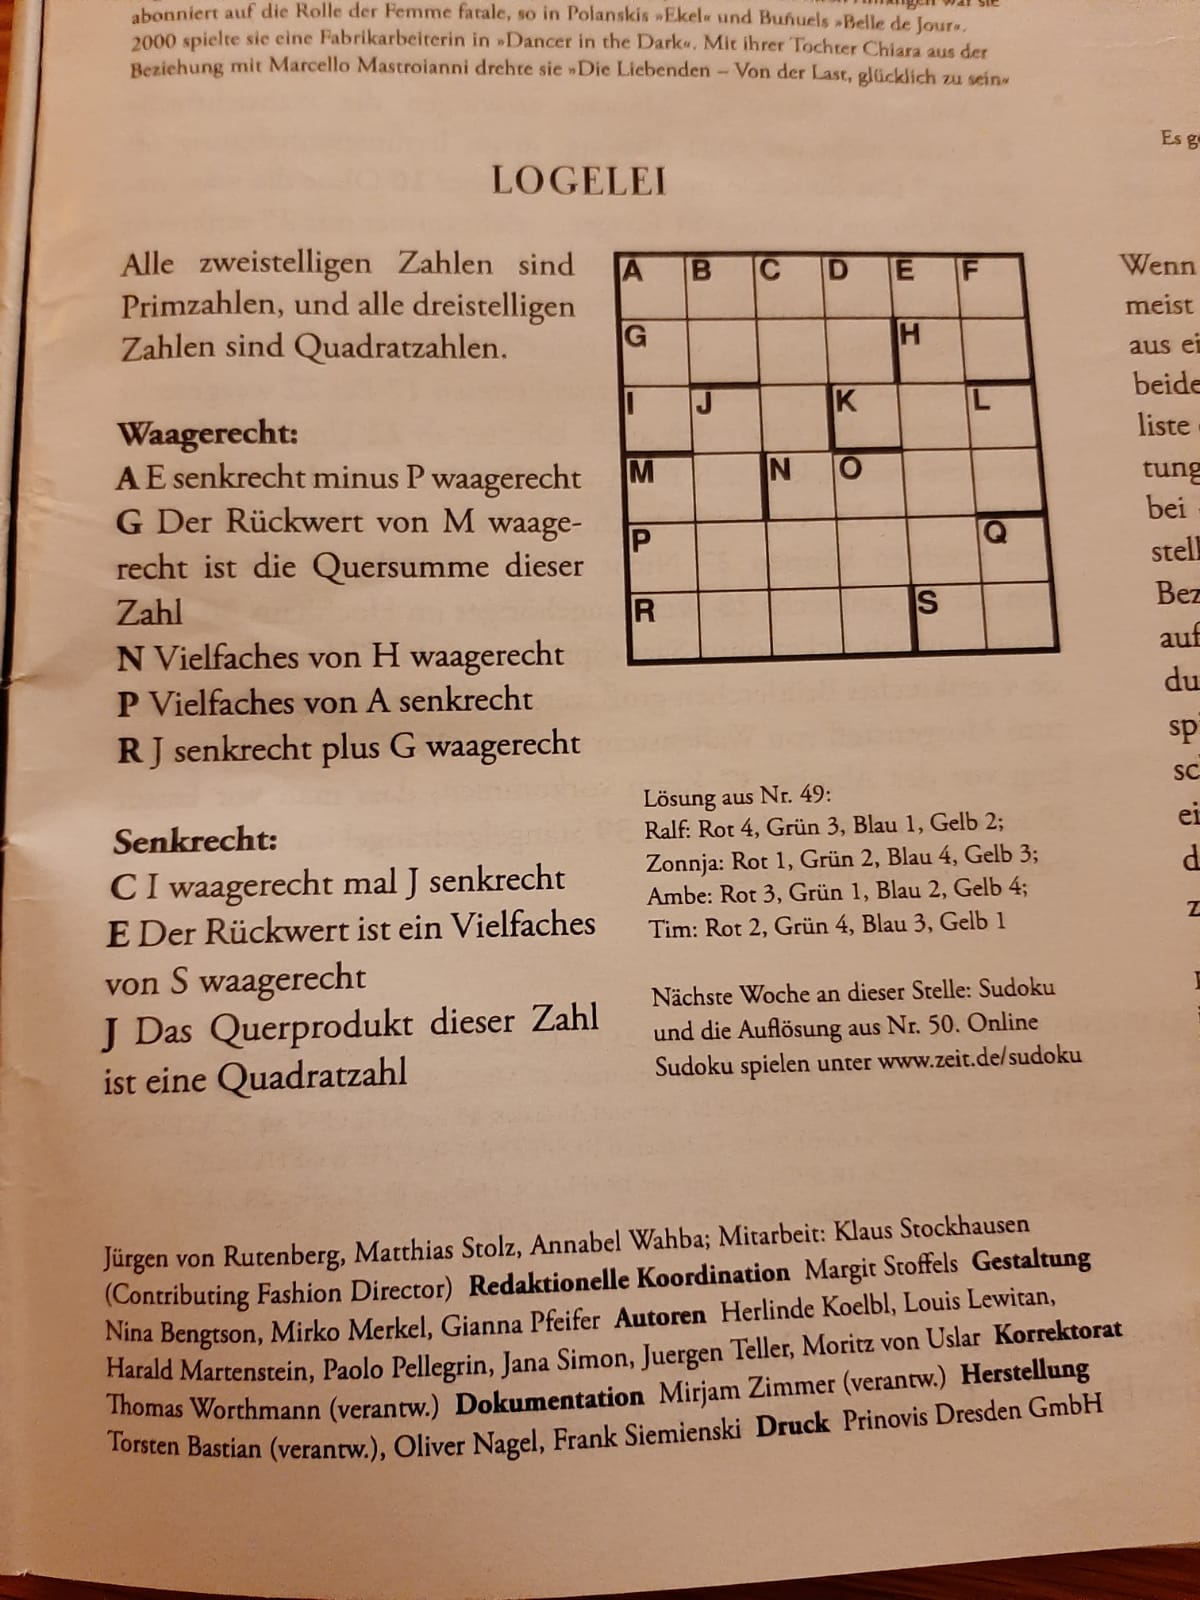 abonniert auf die Rolle der Femme fatale, so in Polanskis »Ekel« und Buñuels »Belle de Jour«.
2000 spielte sie eine Fabrikarbeiterin in »Dancer in the Dark«. Mit ihrer Tochter Chiara aus der
Beziehung mit Marcello Mastroianni drehte sie »Die Liebenden – Von der Last, glücklich zu sein«
Es g
LOGELEI
Alle zweistelligen Zahlen sind
Primzahlen, und alle dreistelligen
Zahlen sind Quadratzahlen.
Waagerecht:
A E senkrecht minus P waagerecht
G Der Rückwert von M waage-
recht ist die Quersumme dieser
Zahl
N Vielfaches von H waagerecht
P Vielfaches von A senkrecht
R J senkrecht plus G waagerecht
Senkrecht:
C I waagerecht mal J senkrecht
E Der Rückwert ist ein Vielfaches
von S waagerecht
J Das Querprodukt dieser Zahl
ist eine Quadratzahl
A B C D E F
G H
I J K L
M N O
P Q
R S
Lösung aus Nr. 49:
Ralf: Rot 4, Grün 3, Blau 1, Gelb 2;
Zonnja: Rot 1, Grün 2, Blau 4, Gelb 3;
Ambe: Rot 3, Grün 1, Blau 2, Gelb 4;
Tim: Rot 2, Grün 4, Blau 3, Gelb 1
Nächste Woche an dieser Stelle: Sudoku
und die Auflösung aus Nr. 50. Online
Sudoku spielen unter www.zeit.de/sudoku
Wenn
meist
aus ei
beide
liste
tung
bei
stell
Bez
auf
du
sp
sc
ei
d
z
Jürgen von Rutenberg, Matthias Stolz, Annabel Wahba; Mitarbeit: Klaus Stockhausen
(Contributing Fashion Director) Redaktionelle Koordination Margit Stoffels Gestaltung
Nina Bengtson, Mirko Merkel, Gianna Pfeifer Autoren Herlinde Koelbl, Louis Lewitan,
Harald Martenstein, Paolo Pellegrin, Jana Simon, Juergen Teller, Moritz von Uslar Korrektorat
Thomas Worthmann (verantw.) Dokumentation Mirjam Zimmer (verantw.) Herstellung
Torsten Bastian (verantw.), Oliver Nagel, Frank Siemienski Druck Prinovis Dresden GmbH